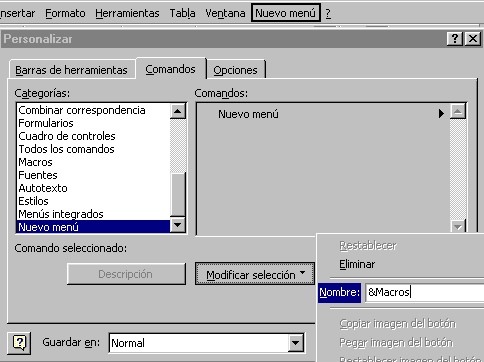 nsertar Formato Herramientas Tabla Ventana Nuevo menú ?
Personalizar
Barras de herramientas Comandos Opciones
Categorías: Comandos:
Combinar correspondencia
Formularios
Cuadro de controles
Todos los comandos
Macros
Fuentes
Autotexto
Estilos
Menús integrados
Nuevo menú
Nuevo menú
Comando seleccionado:
Descripción Modificar selección
Restablecer
Eliminar
Nombre: &Macros
Copiar imagen del botón
Pegar imagen del botón
Restablecer imagen del botón
Guardar en: Normal